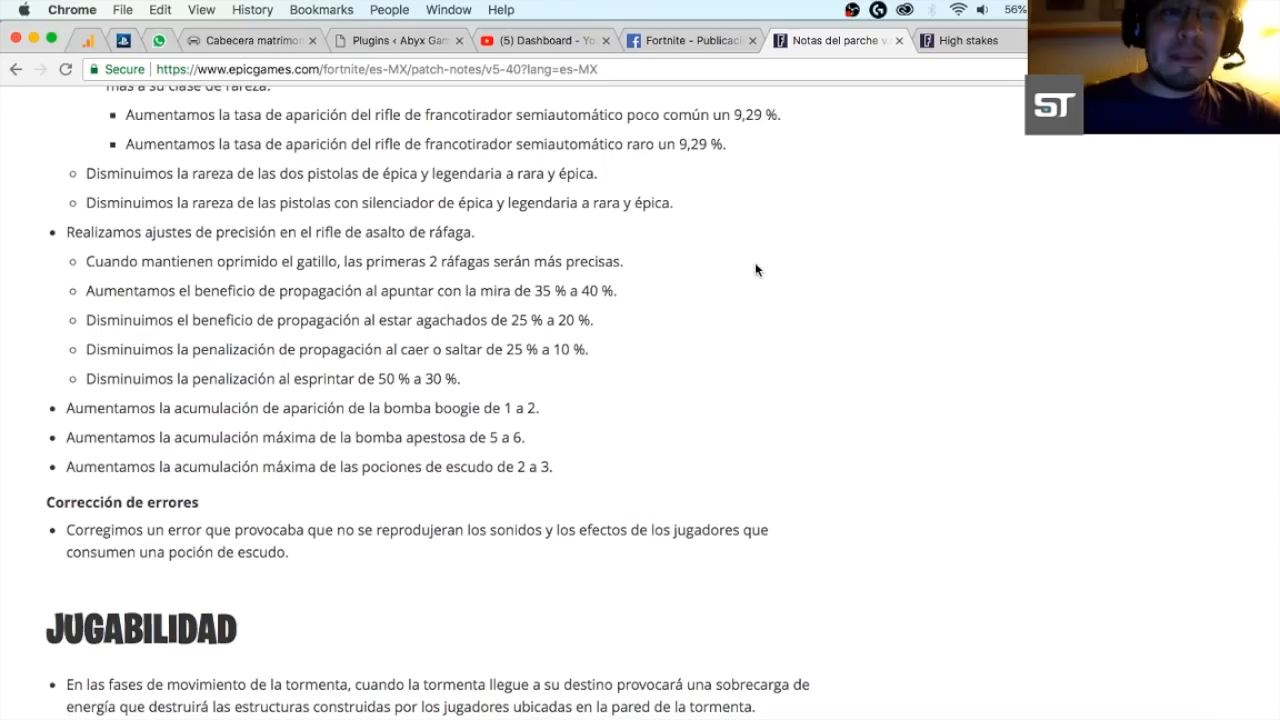 Chrome File Edit View History Bookmarks People Window Help 56%
Cabecera matrimon Plugins ‹ Abyx Gam (5) Dashboard - Yo Fortnite - Publicaci Notas del parche v High stakes
Secure https://www.epicgames.com/fortnite/es-MX/patch-notes/v5-40?lang=es-MX
ST
más a su clase de rareza.
Aumentamos la tasa de aparición del rifle de francotirador semiautomático poco común un 9,29 %.
Aumentamos la tasa de aparición del rifle de francotirador semiautomático raro un 9,29 %.
Disminuimos la rareza de las dos pistolas de épica y legendaria a rara y épica.
Disminuimos la rareza de las pistolas con silenciador de épica y legendaria a rara y épica.
Realizamos ajustes de precisión en el rifle de asalto de ráfaga.
Cuando mantienen oprimido el gatillo, las primeras 2 ráfagas serán más precisas.
Aumentamos el beneficio de propagación al apuntar con la mira de 35 % a 40 %.
Disminuimos el beneficio de propagación al estar agachados de 25 % a 20 %.
Disminuimos la penalización de propagación al caer o saltar de 25 % a 10 %.
Disminuimos la penalización al esprintar de 50 % a 30 %.
Aumentamos la acumulación de aparición de la bomba boogie de 1 a 2.
Aumentamos la acumulación máxima de la bomba apestosa de 5 a 6.
Aumentamos la acumulación máxima de las pociones de escudo de 2 a 3.
Corrección de errores
Corregimos un error que provocaba que no se reprodujeran los sonidos y los efectos de los jugadores que
consumen una poción de escudo.
JUGABILIDAD
En las fases de movimiento de la tormenta, cuando la tormenta llegue a su destino provocará una sobrecarga de
energía que destruirá las estructuras construidas por los jugadores ubicadas en la pared de la tormenta.